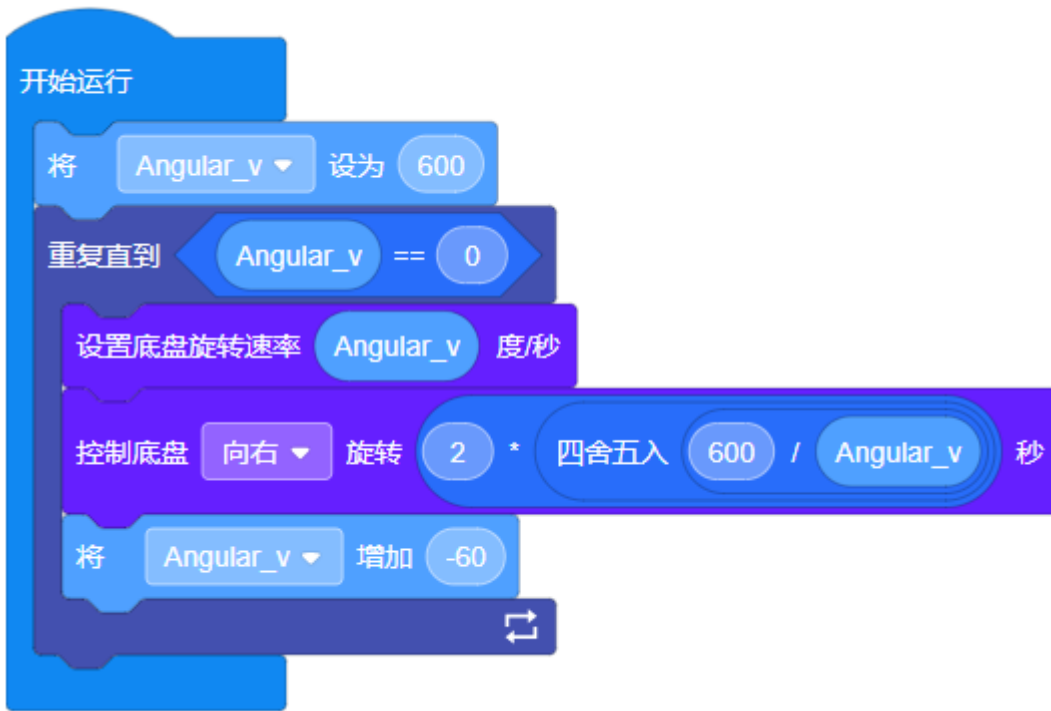 开始运行
将 Angular_v 设为 600
重复直到 Angular_v == 0
设置底盘旋转速率 Angular_v 度/秒
控制底盘 向右 旋转 2 * 四舍五入 600 / Angular_v 秒
将 Angular_v 增加 -60